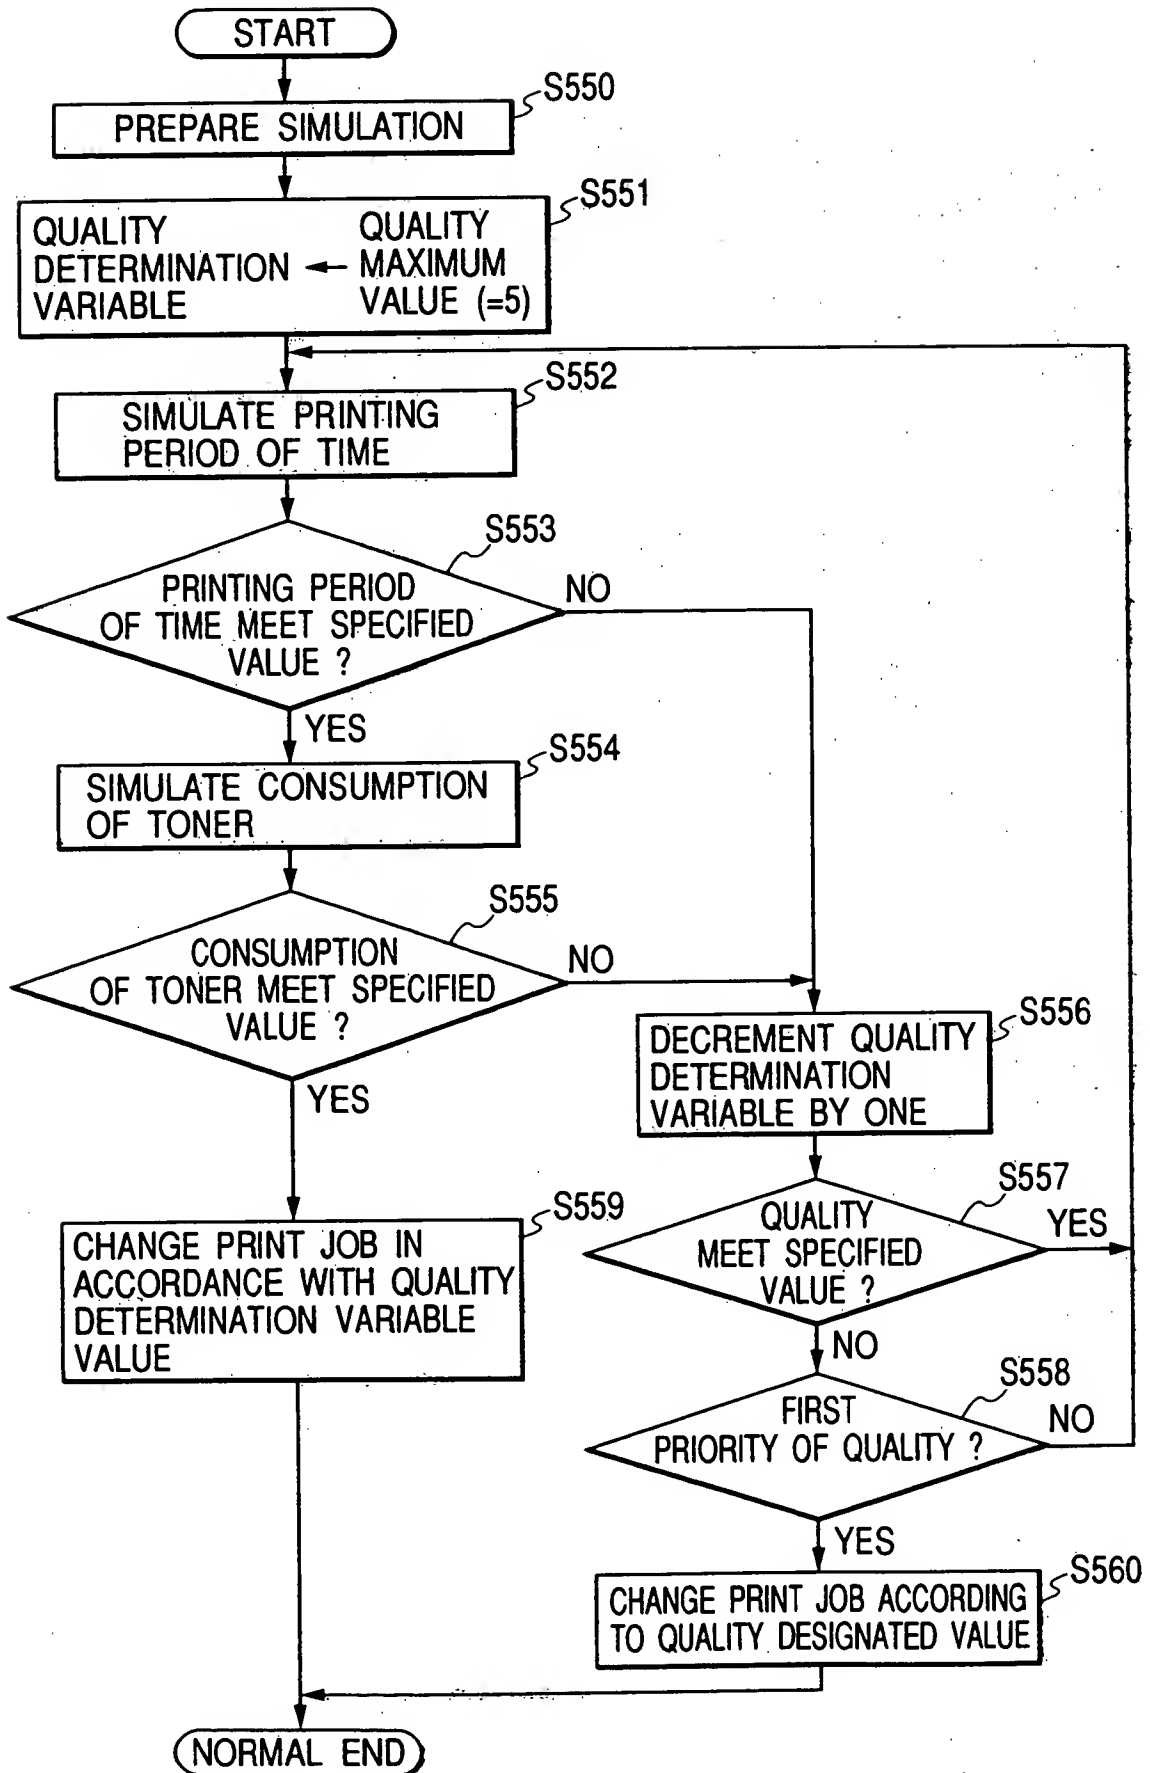 START
S550
PREPARE SIMULATION
S551
QUALITY DETERMINATION VARIABLE ← QUALITY MAXIMUM VALUE (=5)
S552
SIMULATE PRINTING
PERIOD OF TIME
S553
PRINTING PERIOD
OF TIME MEET SPECIFIED
VALUE ?
NO
YES
S554
SIMULATE CONSUMPTION
OF TONER
S555
CONSUMPTION
OF TONER MEET SPECIFIED
VALUE ?
NO
YES
S556
DECREMENT QUALITY
DETERMINATION
VARIABLE BY ONE
S557
QUALITY
MEET SPECIFIED
VALUE ?
YES
NO
S559
CHANGE PRINT JOB IN
ACCORDANCE WITH QUALITY
DETERMINATION VARIABLE
VALUE
S558
FIRST
PRIORITY OF QUALITY ?
NO
YES
S560
CHANGE PRINT JOB ACCORDING
TO QUALITY DESIGNATED VALUE
NORMAL END